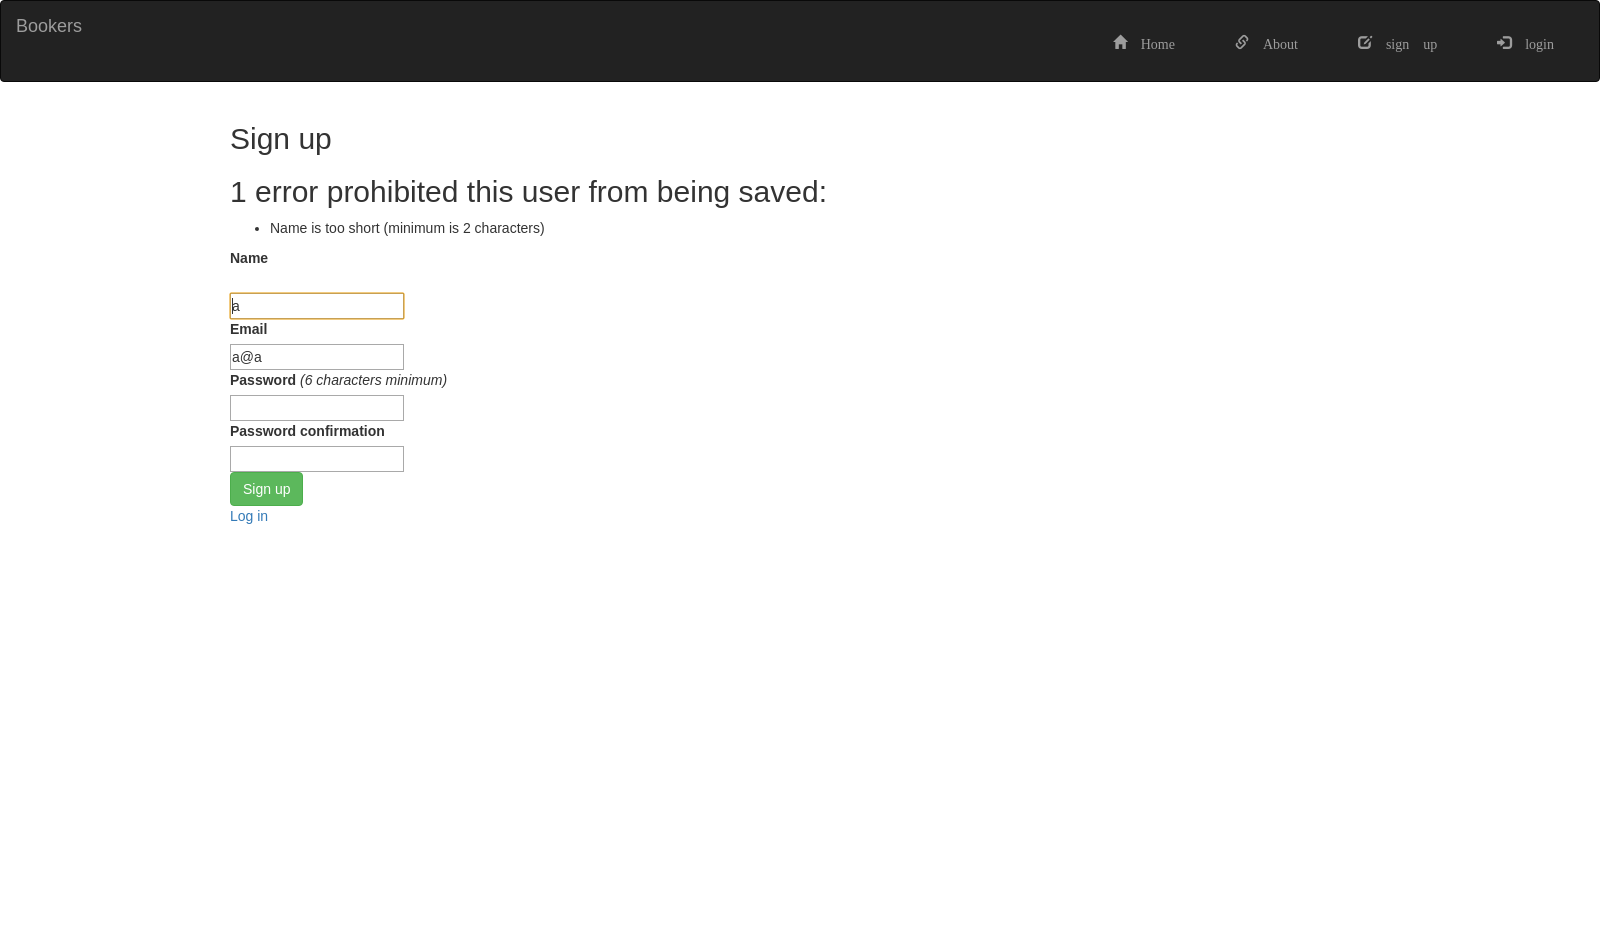 Bookers
Home About sign up login
Sign up
1 error prohibited this user from being saved:
Name is too short (minimum is 2 characters)
Name
a
Email
a@a
Password (6 characters minimum)
Password confirmation
Sign up
Log in